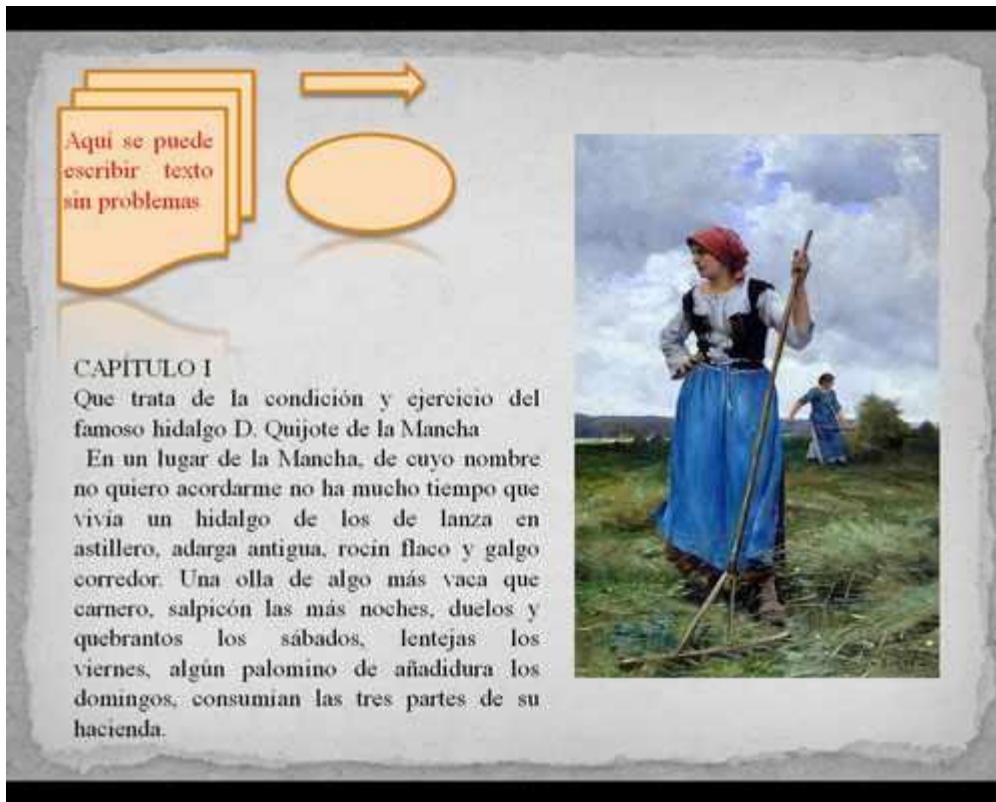 Aquí se puede
escribir texto
sin problemas
CAPÍTULO I
Que trata de la condición y ejercicio del
famoso hidalgo D. Quijote de la Mancha
En un lugar de la Mancha, de cuyo nombre
no quiero acordarme no ha mucho tiempo que
vivía un hidalgo de los de lanza en
astillero, adarga antigua, rocín flaco y galgo
corredor. Una olla de algo más vaca que
carnero, salpicón las más noches, duelos y
quebrantos los sábados, lentejas los
viernes, algún palomino de añadidura los
domingos, consumían las tres partes de su
hacienda.